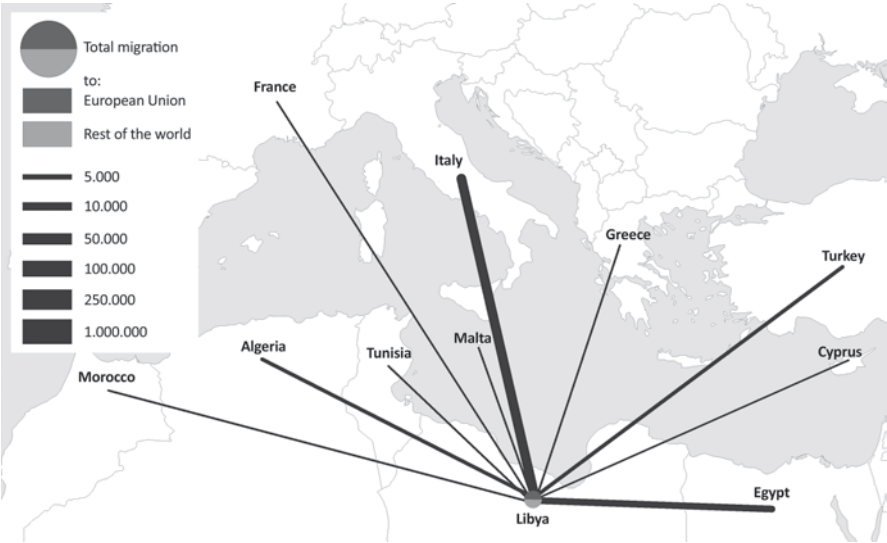 Total migration
to:
European Union
Rest of the world
5.000
10.000
50.000
100.000
250.000
1.000.000
France
Italy
Greece
Turkey
Malta
Algeria
Tunisia
Cyprus
Morocco
Egypt
Libya